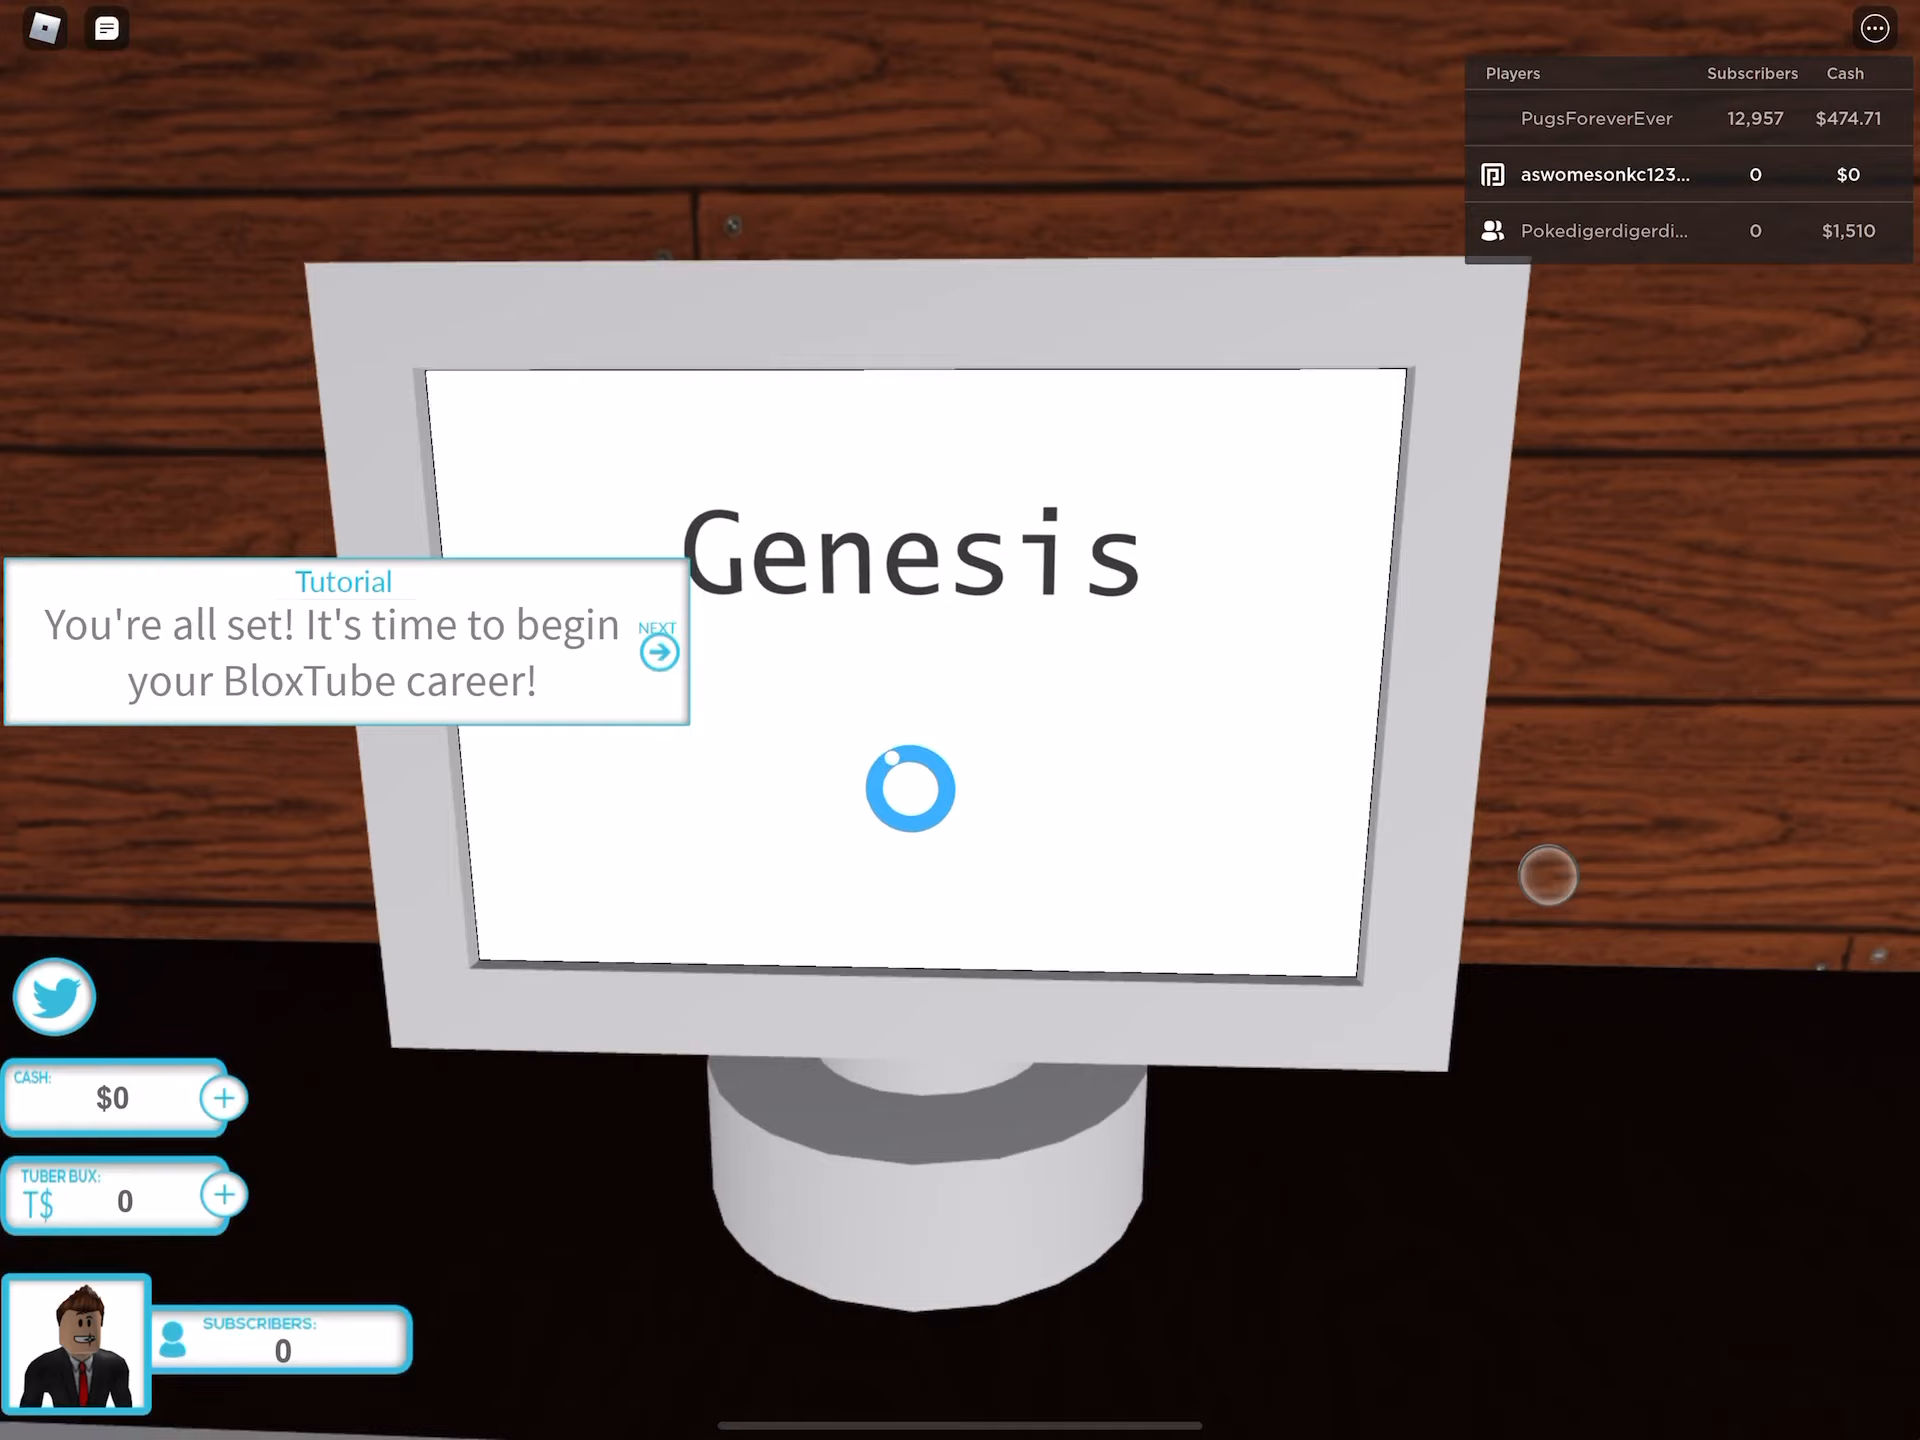 Players Subscribers Cash
PugsForeverEver 12,957 $474.71
aswomesonkc123... 0 $0
Pokedigerdigerdi... 0 $1,510
Genesis
Tutorial
You're all set! It's time to begin
your BloxTube career!
NEXT
CASH:
$0
TUBER BUX:
T$ 0
SUBSCRIBERS:
0